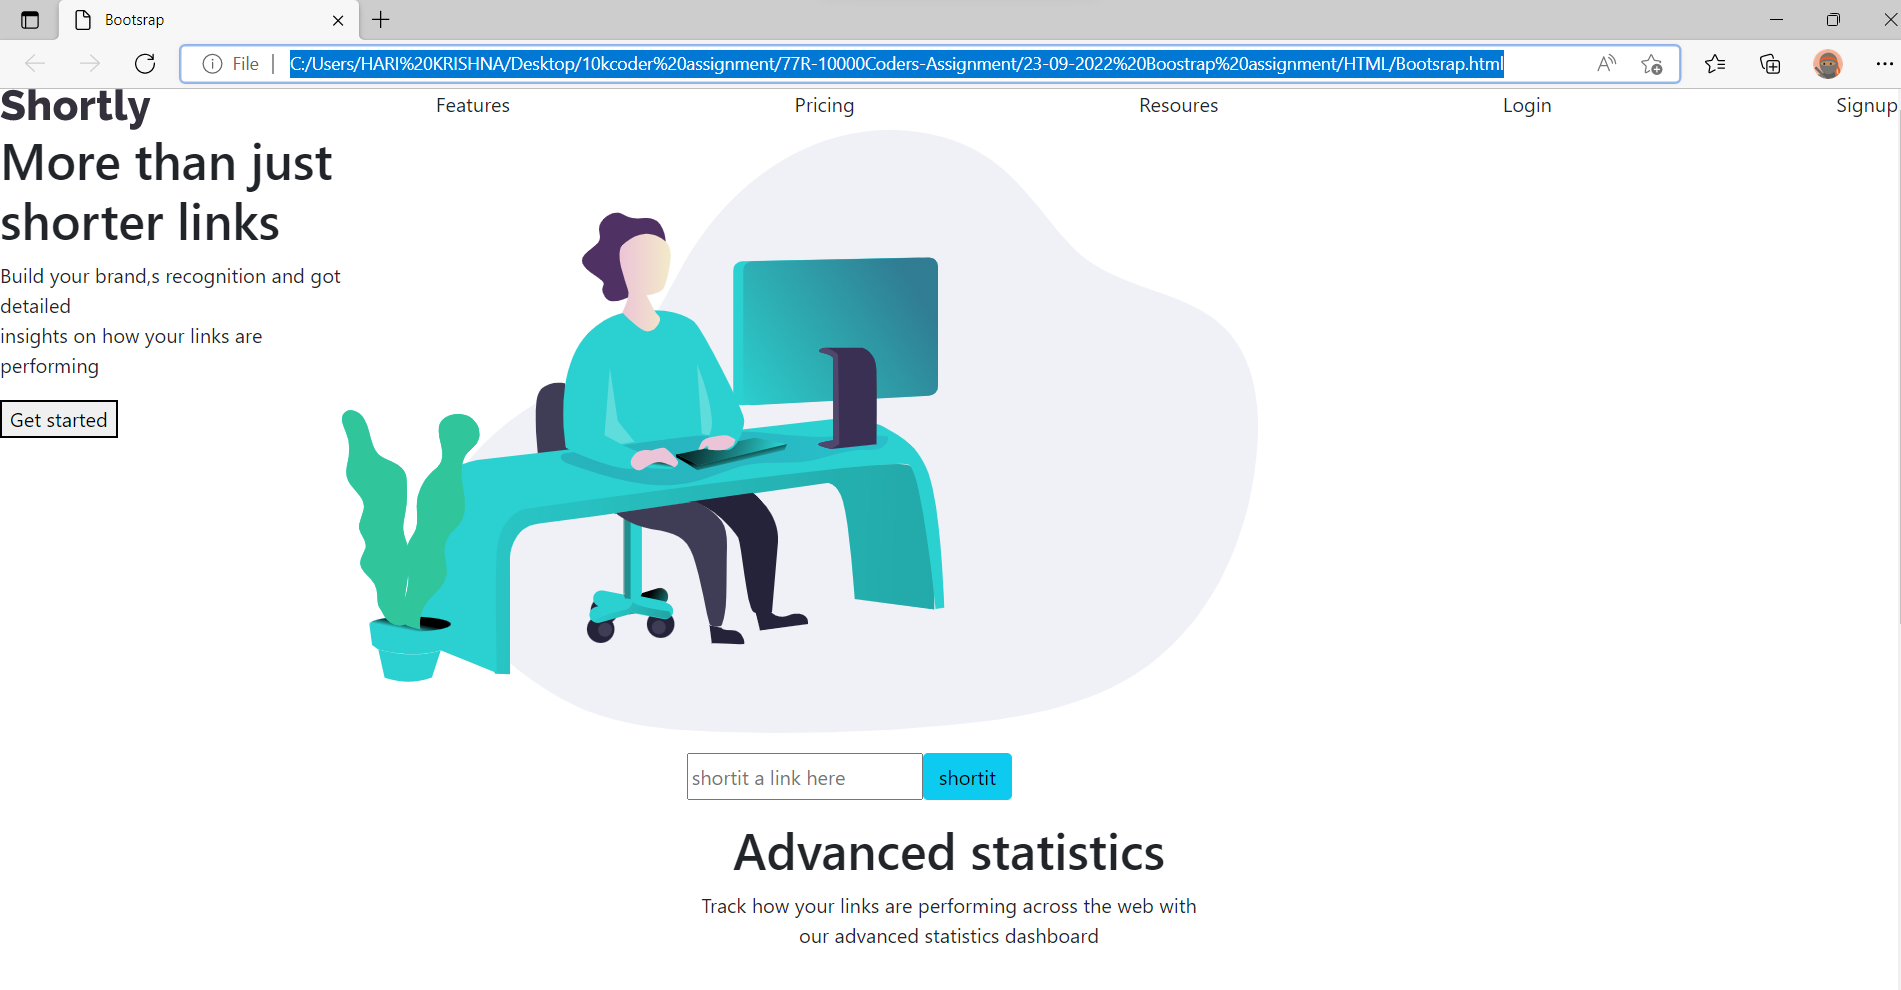 Bootsrap
File
C:/Users/HARI%20KRISHNA/Desktop/10kcoder%20assignment/77R-10000Coders-Assignment/23-09-2022%20Boostrap%20assignment/HTML/Bootsrap.html
Shortly Features Pricing Resoures Login Signup
More than just
shorter links
Build your brand,s recognition and got
detailed
insights on how your links are
performing
Get started
shortit a link here shortit
Advanced statistics
Track how your links are performing across the web with
our advanced statistics dashboard